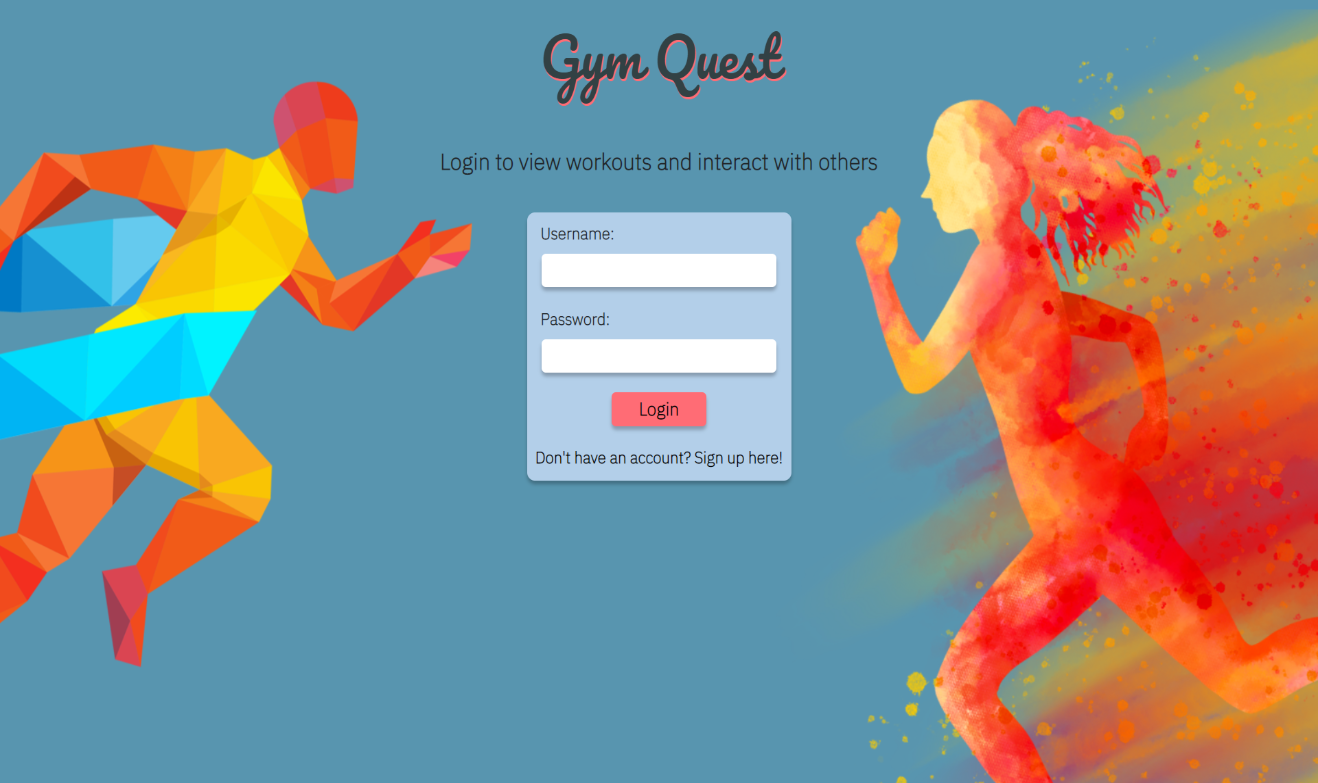 Gym Quest
Login to view workouts and interact with others
Username:
Password:
Login
Don't have an account? Sign up here!